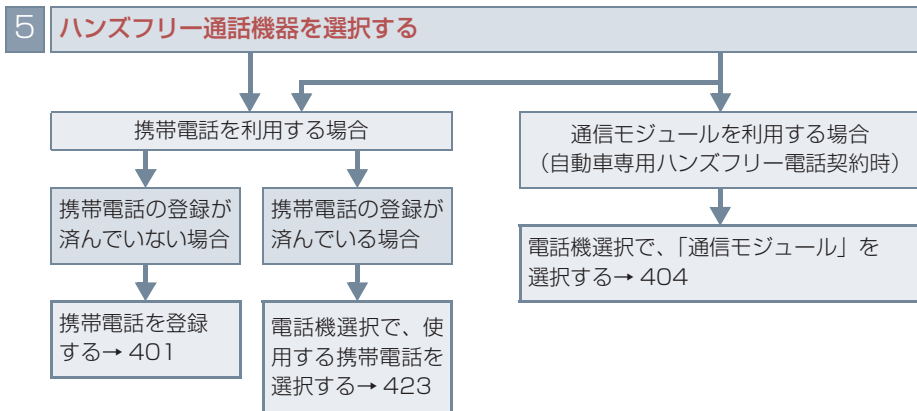 5 ハンズフリー通話機器を選択する
携帯電話を利用する場合
通信モジュールを利用する場合
（自動車専用ハンズフリー電話契約時）
携帯電話の登録が
済んでいない場合
携帯電話の登録が
済んでいる場合
電話機選択で、「通信モジュール」を
選択する→ 404
携帯電話を登録
する→ 401
電話機選択で、使
用する携帯電話を
選択する→ 423